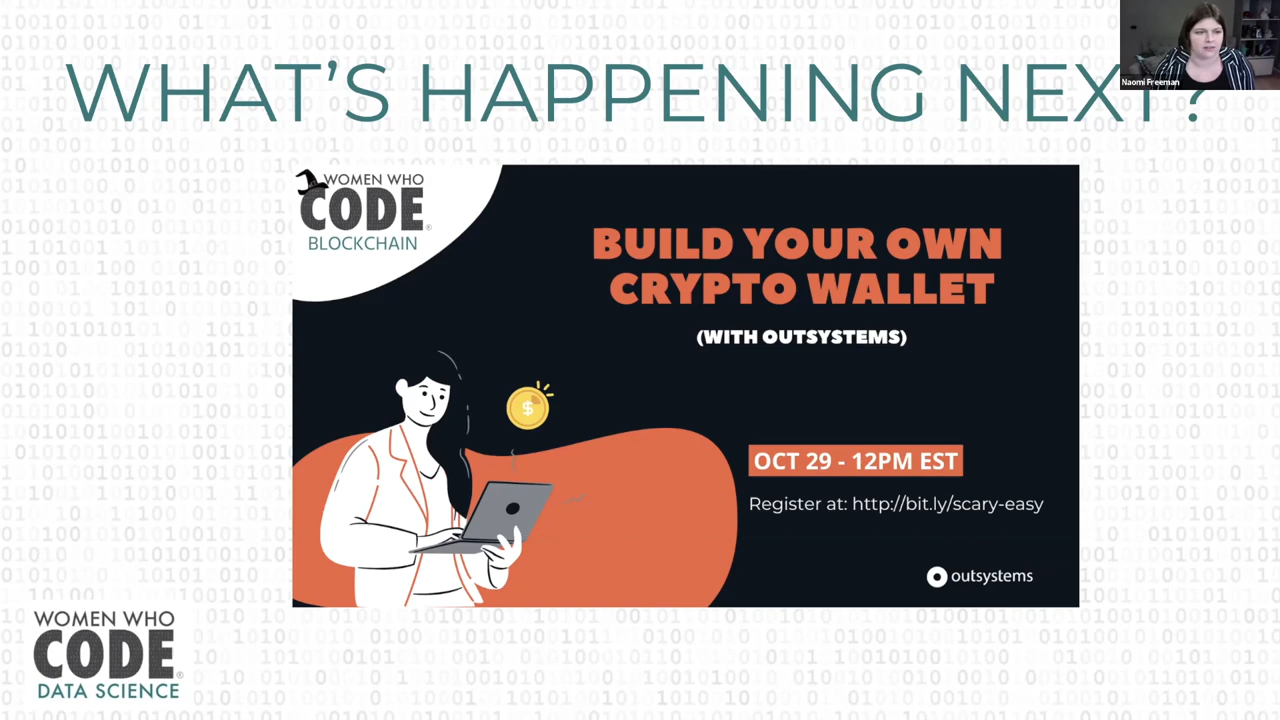 WHAT'S HAPPENING NEXT?
Naomi Freeman
WOMEN WHO
CODE
BLOCKCHAIN
BUILD YOUR OWN
CRYPTO WALLET
(WITH OUTSYSTEMS)
$
OCT 29 - 12PM EST
Register at: http://bit.ly/scary-easy
outsystems
WOMEN WHO
CODE
DATA SCIENCE